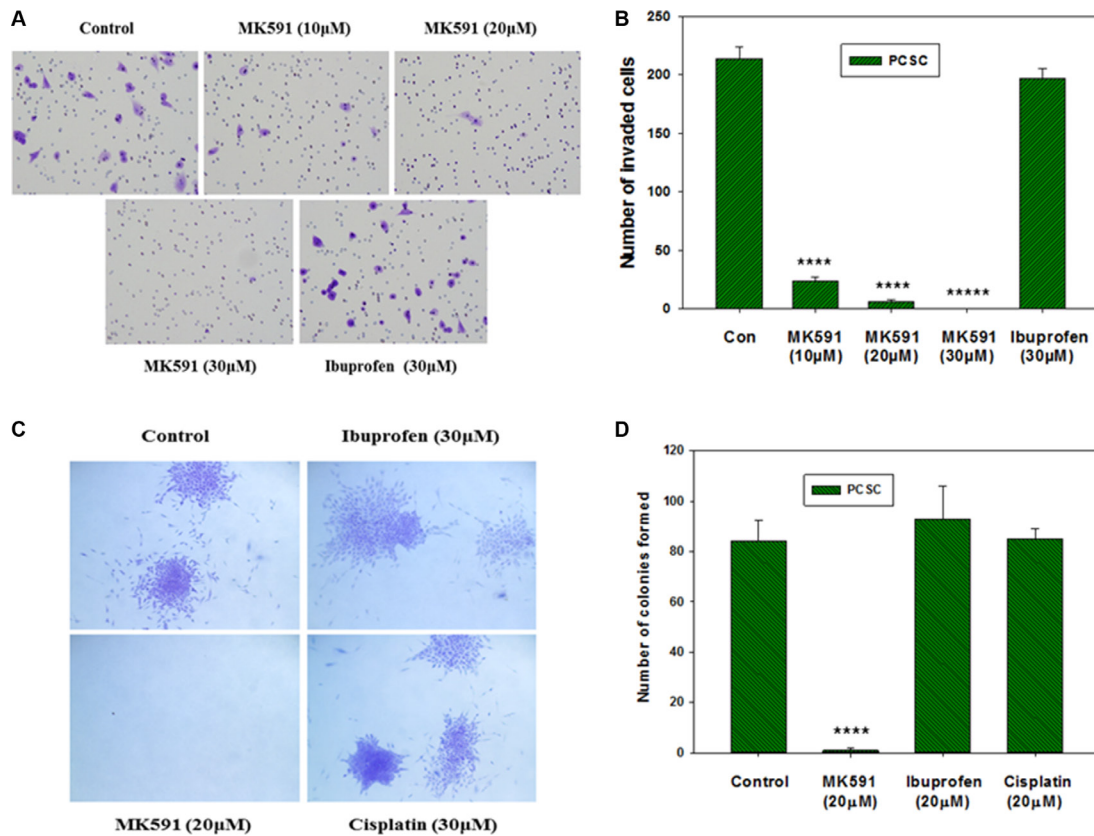 A
Control
MK591 (10μM)
MK591 (20μM)
MK591 (30μM)
Ibuprofen (30μM)
B
250
200
150
100
50
0
Number of invaded cells
PCSC
****
****
*****
Con
MK591
(10μM)
MK591
(20μM)
MK591
(30μM)
Ibuprofen
(30μM)
C
Control
Ibuprofen (30μM)
MK591 (20μM)
Cisplatin (30μM)
D
120
100
80
60
40
20
0
Number of colonies formed
PCSC
****
Control
MK591
(20μM)
Ibuprofen
(20μM)
Cisplatin
(20μM)